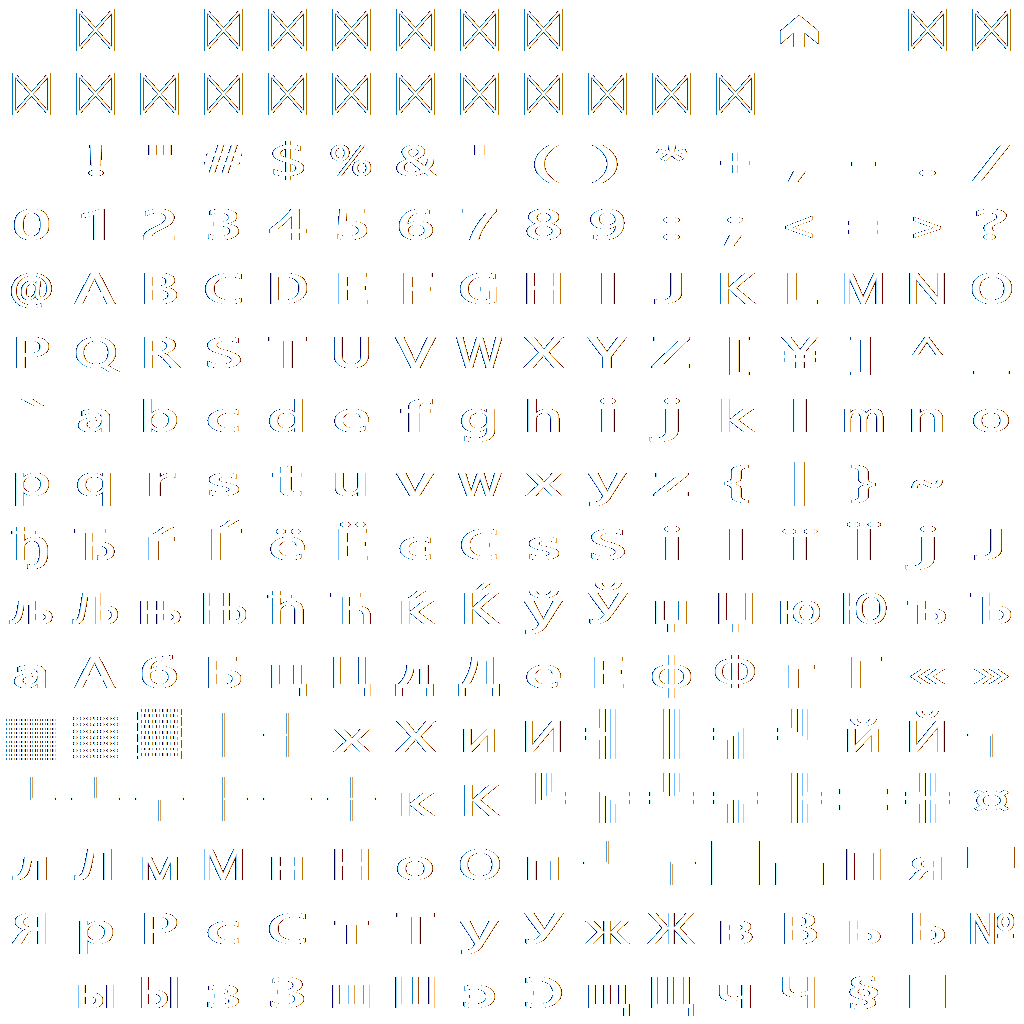 ! " # $ % & ' ( ) * + , - . /
0 1 2 3 4 5 6 7 8 9 : ; < = > ?
@ A B C D E F G H I J K L M N O
P Q R S T U V W X Y Z [ ¥ ] ^ _
` a b c d e f g h i j k l m n o
p q r s t u v w x y z { | } ~
ђ Ђ ѓ Ѓ ё Ё є Є ѕ Ѕ і І ї Ї ј Ј
љ Љ њ Њ ћ Ћ ќ Ќ ў Ў џ Џ ю Ю ъ Ъ
а А б Б ц Ц д Д е Е ф Ф г Г « »
░ ▒ ▓ │ ┤ х Х и И ╣ ║ ╗ ╝ й Й ┐
└ ┴ ┬ ├ ─ ┼ к К ╚ ╔ ╩ ╦ ╠ ═ ╬ ¤
л Л м М н Н о О п ┘ ┌ █ ▄ П я ▀
Я р Р с С т Т у У ж Ж в В ь Ь №
ы Ы з З ш Ш э Э щ Щ ч Ч § ■